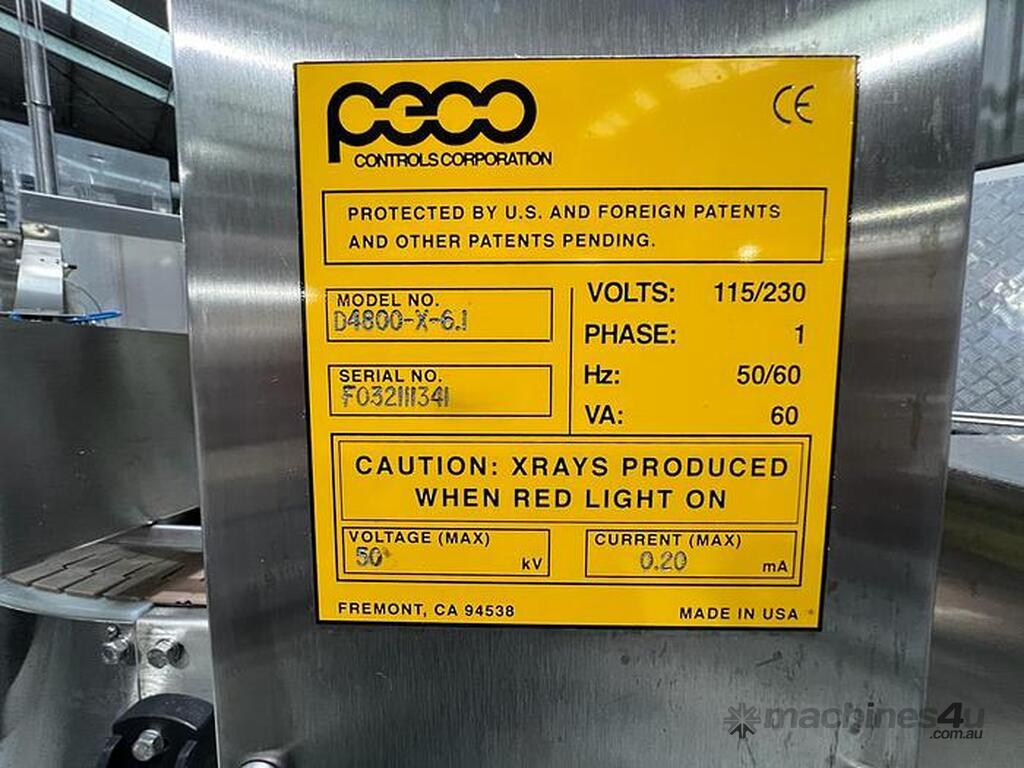 peco
CONTROLS CORPORATION
CE
PROTECTED BY U.S. AND FOREIGN PATENTS
AND OTHER PATENTS PENDING.
MODEL NO.
D4800-X-6.1
SERIAL NO.
F032111341
VOLTS: 115/230
PHASE: 1
Hz: 50/60
VA: 60
CAUTION: XRAYS PRODUCED
WHEN RED LIGHT ON
VOLTAGE (MAX)
50 kV
CURRENT (MAX)
0.20 mA
FREMONT, CA 94538
MADE IN USA
machines4u
.com.au